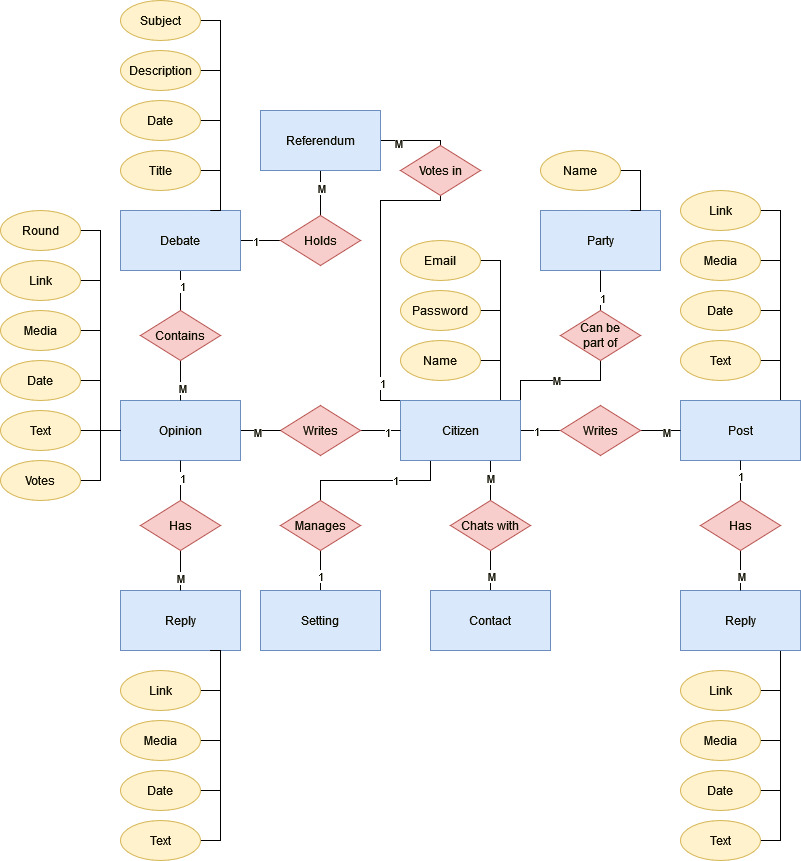 Subject
Description
Date
Title
Referendum
M
Votes in
M
Name
Debate
1
Holds
Party
Link
Media
Date
Text
Round
Link
Media
Date
Text
Votes
1
Contains
M
Email
Password
Name
1
1
Can be
part of
M
Opinion
M
Writes
1
Citizen
1
Writes
M
Post
1
Has
M
1
Manages
1
M
Chats with
M
1
Has
M
Reply
Setting
Contact
Reply
Link
Media
Date
Text
Link
Media
Date
Text